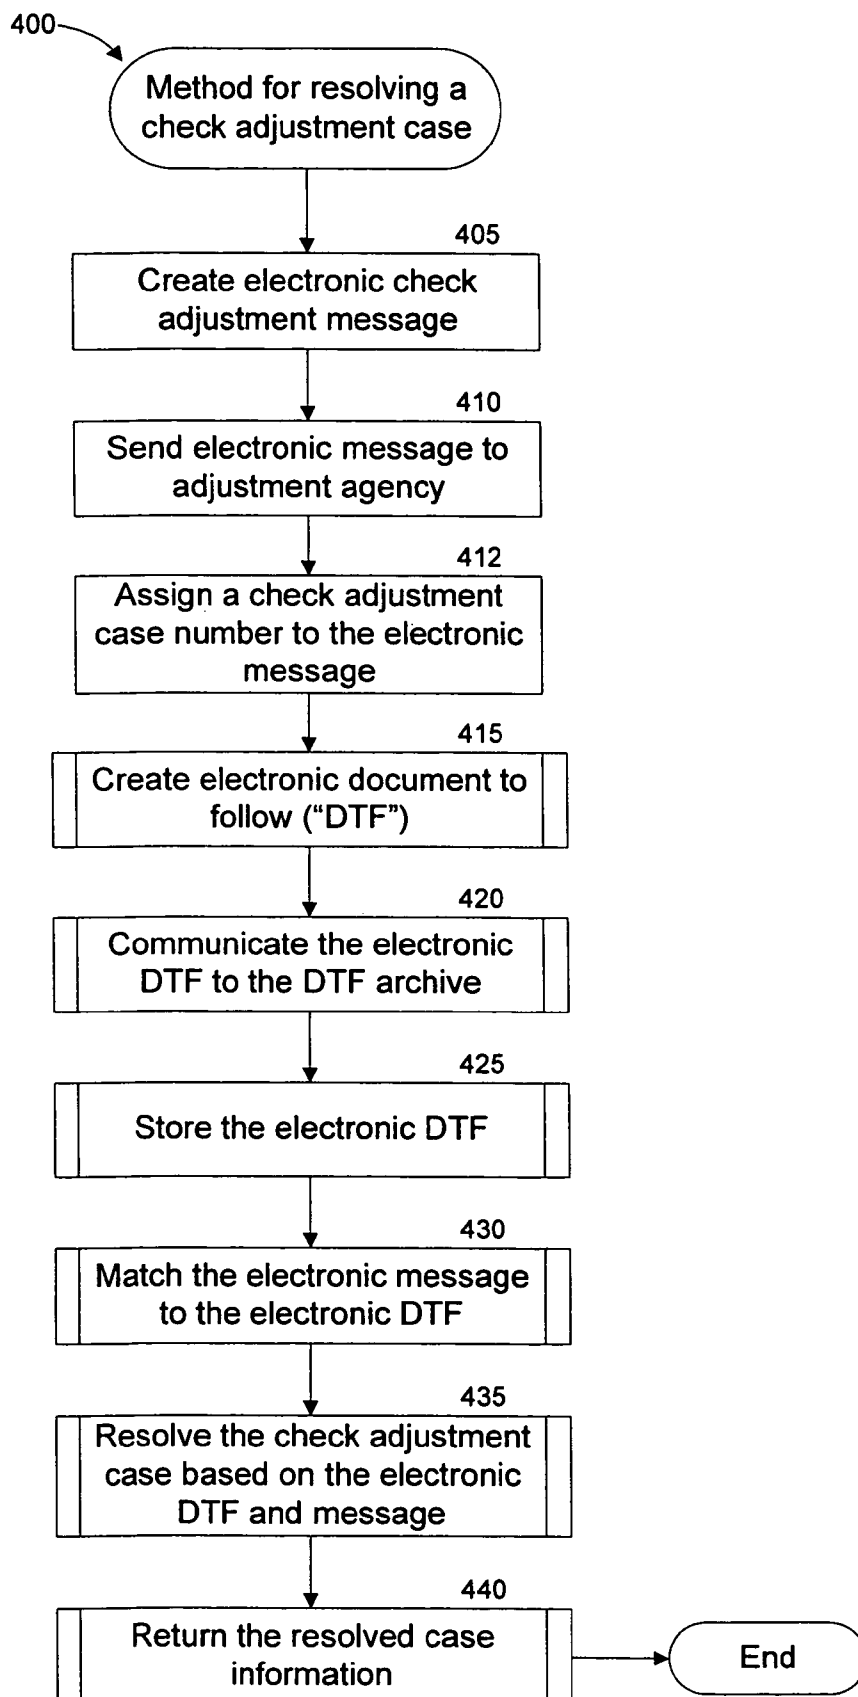 400
Method for resolving a
check adjustment case
405
Create electronic check
adjustment message
410
Send electronic message to
adjustment agency
412
Assign a check adjustment
case number to the electronic
message
415
Create electronic document to
follow (“DTF”)
420
Communicate the electronic
DTF to the DTF archive
425
Store the electronic DTF
430
Match the electronic message
to the electronic DTF
435
Resolve the check adjustment
case based on the electronic
DTF and message
440
Return the resolved case
information
End